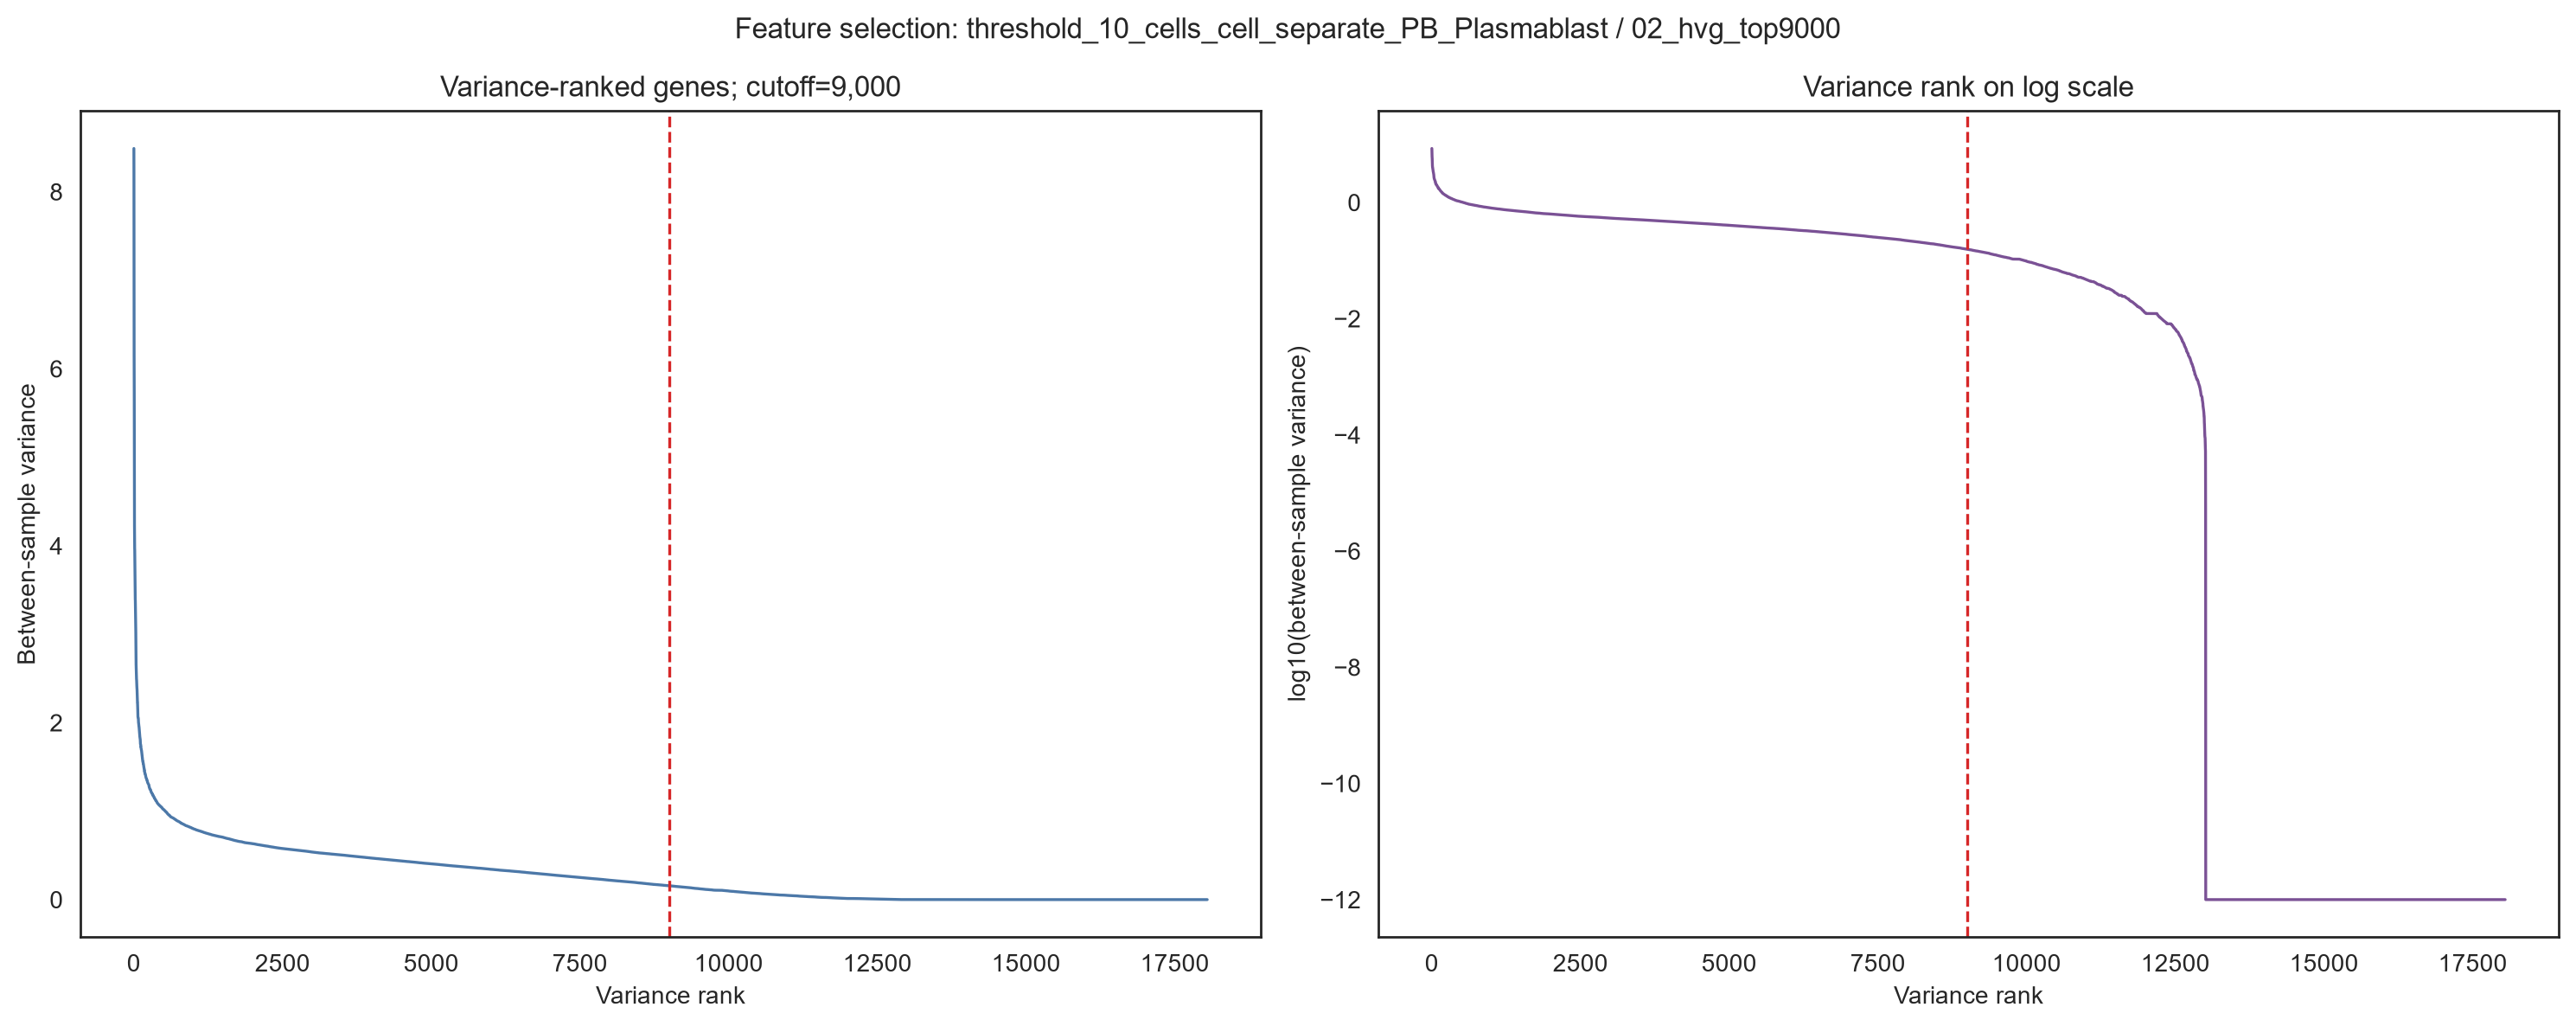 Feature selection: threshold_10_cells_cell_separate_PB_Plasmablast / 02_hvg_top9000
Variance-ranked genes; cutoff=9,000
Between-sample variance
8
6
4
2
0
0 2500 5000 7500 10000 12500 15000 17500
Variance rank
Variance rank on log scale
log10(between-sample variance)
0
−2
−4
−6
−8
−10
−12
0 2500 5000 7500 10000 12500 15000 17500
Variance rank